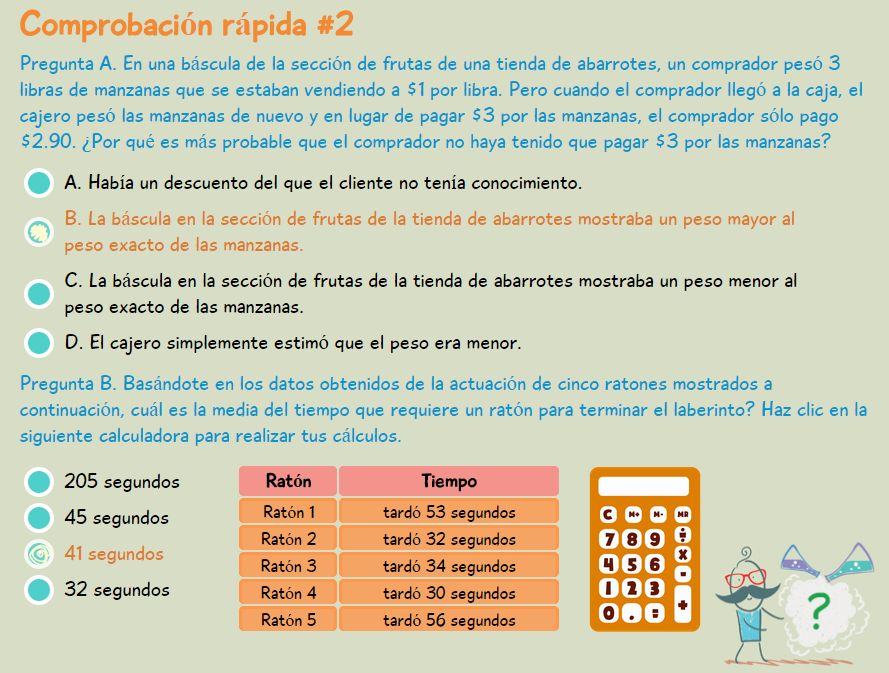 Comprobación rápida #2
Pregunta A. En una báscula de la sección de frutas de una tienda de abarrotes, un comprador pesó 3
libras de manzanas que se estaban vendiendo a $1 por libra. Pero cuando el comprador llegó a la caja, el
cajero pesó las manzanas de nuevo y en lugar de pagar $3 por las manzanas, el comprador sólo pago
$2.90. ¿Por qué es más probable que el comprador no haya tenido que pagar $3 por las manzanas?
A. Había un descuento del que el cliente no tenía conocimiento.
B. La báscula en la sección de frutas de la tienda de abarrotes mostraba un peso mayor al
peso exacto de las manzanas.
C. La báscula en la sección de frutas de la tienda de abarrotes mostraba un peso menor al
peso exacto de las manzanas.
D. El cajero simplemente estimó que el peso era menor.
Pregunta B. Basándote en los datos obtenidos de la actuación de cinco ratones mostrados a
continuación, cuál es la media del tiempo que requiere un ratón para terminar el laberinto? Haz clic en la
siguiente calculadora para realizar tus cálculos.
205 segundos
45 segundos
41 segundos
32 segundos
Ratón Tiempo
Ratón 1 tardó 53 segundos
Ratón 2 tardó 32 segundos
Ratón 3 tardó 34 segundos
Ratón 4 tardó 30 segundos
Ratón 5 tardó 56 segundos
C M+ M- MR
7 8 9 ÷
4 5 6 X
1 2 3 -
0 . = +
?